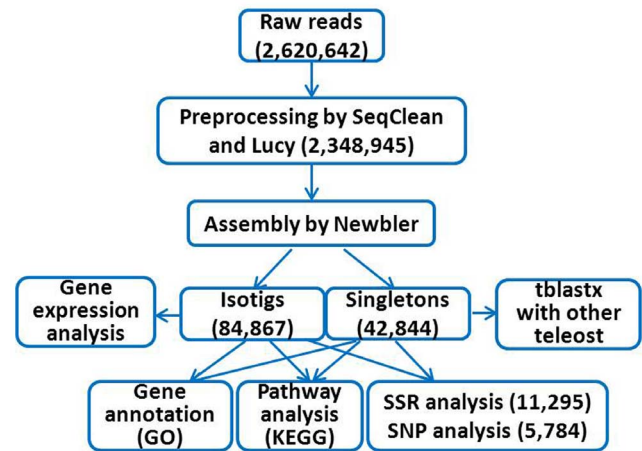 Raw reads
(2,620,642)
Preprocessing by SeqClean
and Lucy (2,348,945)
Assembly by Newbler
Gene
expression
analysis
Isotigs
(84,867)
Singletons
(42,844)
tblastx
with other
teleost
Gene
annotation
(GO)
Pathway
analysis
(KEGG)
SSR analysis (11,295)
SNP analysis (5,784)